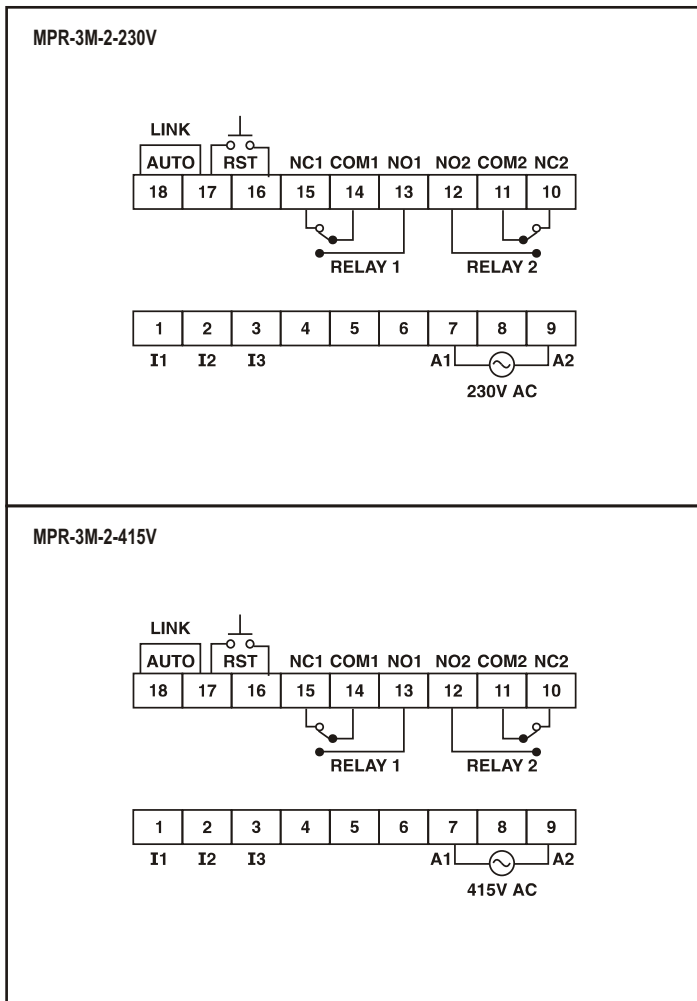 MPR-3M-2-230V
LINK
AUTO RST NC1 COM1 NO1 NO2 COM2 NC2
18 17 16 15 14 13 12 11 10
RELAY 1 RELAY 2
1 2 3 4 5 6 7 8 9
I1 I2 I3 A1 A2
230V AC
MPR-3M-2-415V
LINK
AUTO RST NC1 COM1 NO1 NO2 COM2 NC2
18 17 16 15 14 13 12 11 10
RELAY 1 RELAY 2
1 2 3 4 5 6 7 8 9
I1 I2 I3 A1 A2
415V AC